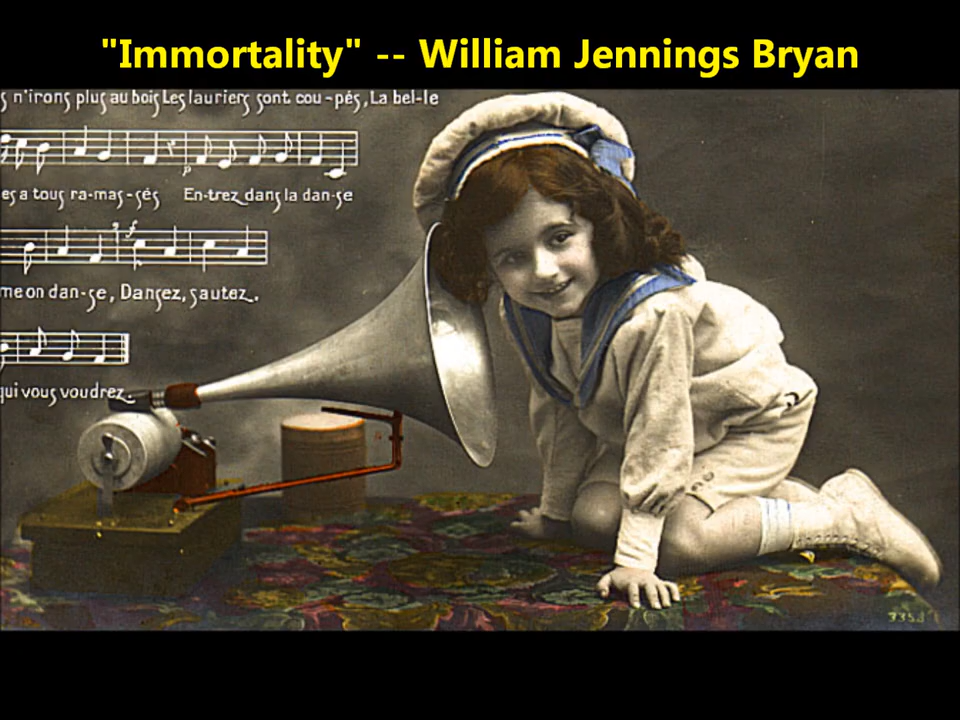 "Immortality" -- William Jennings Bryan
s n'irons plus au bois Les lauriers sont cou-pés, La bel-le
es a tous ra-mas-sés En-trez dans la dan-se
me on dan-se, Dansez, sautez.
qui vous voudrez.